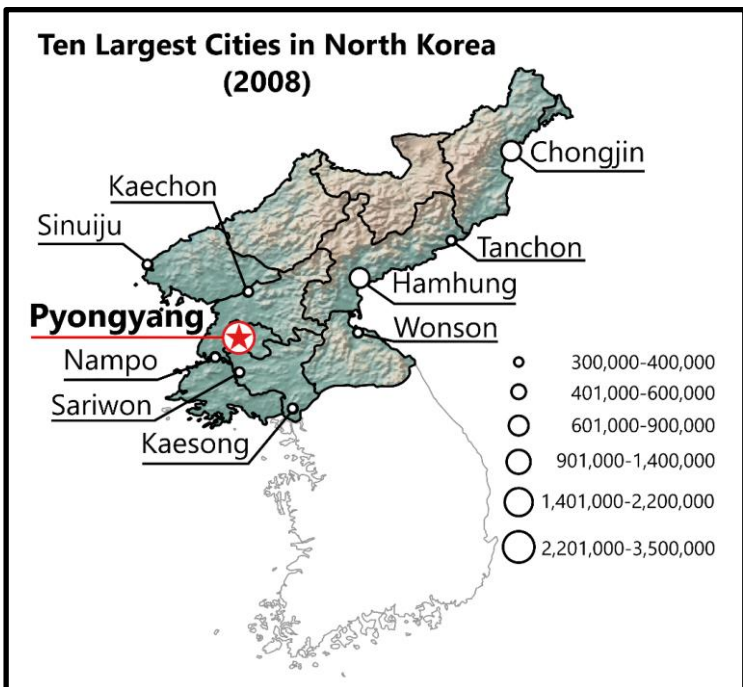 Ten Largest Cities in North Korea
(2008)
Chongjin
Kaechon
Sinuiju
Tanchon
Hamhung
Pyongyang
Wonson
Nampo
300,000-400,000
Sariwon
401,000-600,000
601,000-900,000
Kaesong
901,000-1,400,000
1,401,000-2,200,000
2,201,000-3,500,000